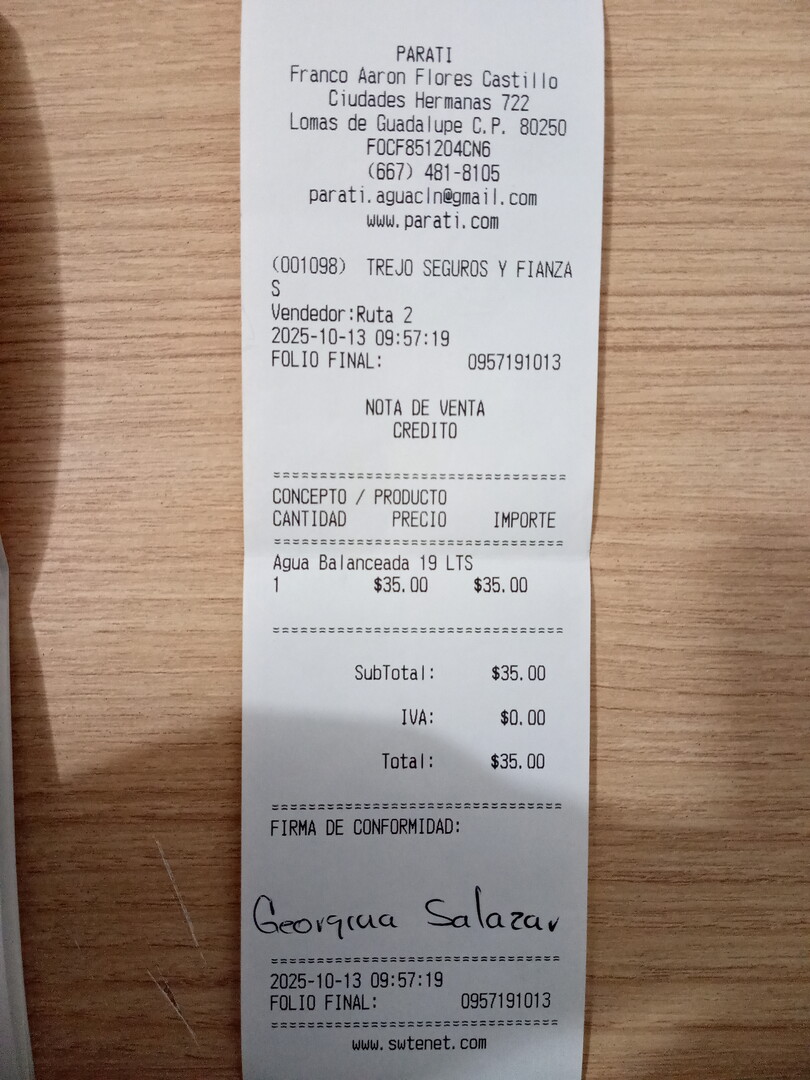 PARATI
Franco Aaron Flores Castillo
Ciudades Hermanas 722
Lomas de Guadalupe C.P. 80250
FOCF851204CN6
(667) 481-8105
parati.aguacln@gmail.com
www.parati.com
(001098) TREJO SEGUROS Y FIANZA
S
Vendedor:Ruta 2
2025-10-13 09:57:19
FOLIO FINAL: 0957191013
NOTA DE VENTA
CREDITO
================================
CONCEPTO / PRODUCTO
CANTIDAD PRECIO IMPORTE
================================
Agua Balanceada 19 LTS
1 $35.00 $35.00
================================
SubTotal: $35.00
IVA: $0.00
Total: $35.00
================================
FIRMA DE CONFORMIDAD:
Georgina Salazar
================================
2025-10-13 09:57:19
FOLIO FINAL: 0957191013
================================
www.swtenet.com